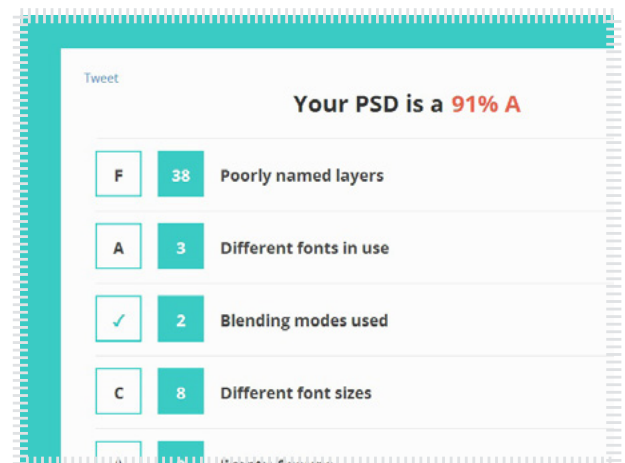 Tweet
Your PSD is a 91% A
F 38 Poorly named layers
A 3 Different fonts in use
✓ 2 Blending modes used
C 8 Different font sizes